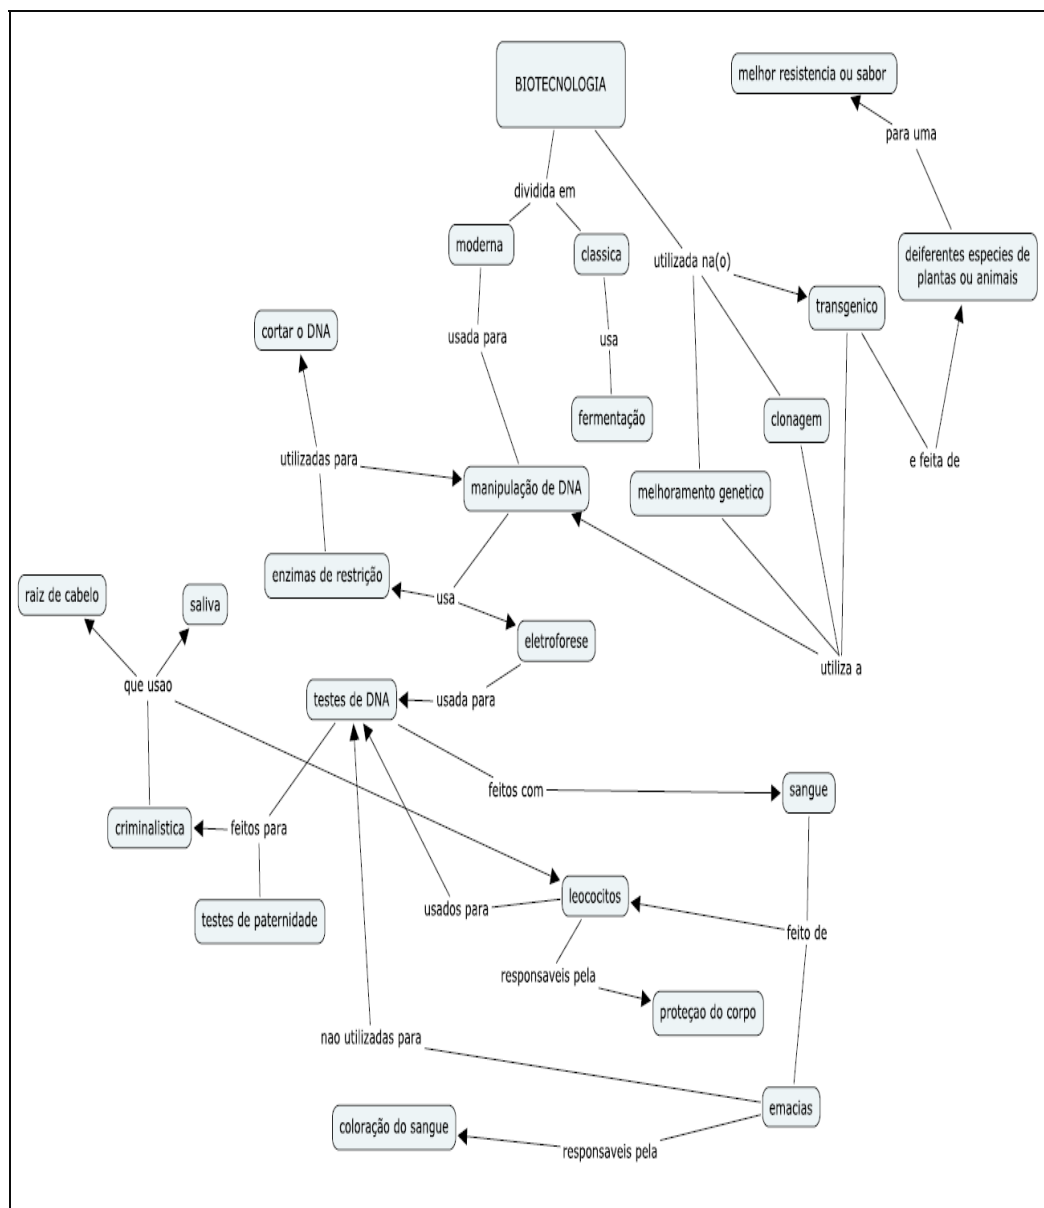 BIOTECNOLOGIA
melhor resistencia ou sabor
para uma
dividida em
moderna
classica
utilizada na(o)
deiferentes especies de
plantas ou animais
transgenico
cortar o DNA
usada para
usa
fermentação
clonagem
utilizadas para
e feita de
manipulação de DNA
melhoramento genetico
enzimas de restrição
raiz de cabelo
saliva
usa
eletroforese
utiliza a
que usao
testes de DNA
usada para
feitos com
sangue
criminalistica
feitos para
leococitos
testes de paternidade
usados para
feito de
responsaveis pela
proteçao do corpo
nao utilizadas para
emacias
coloração do sangue
responsaveis pela